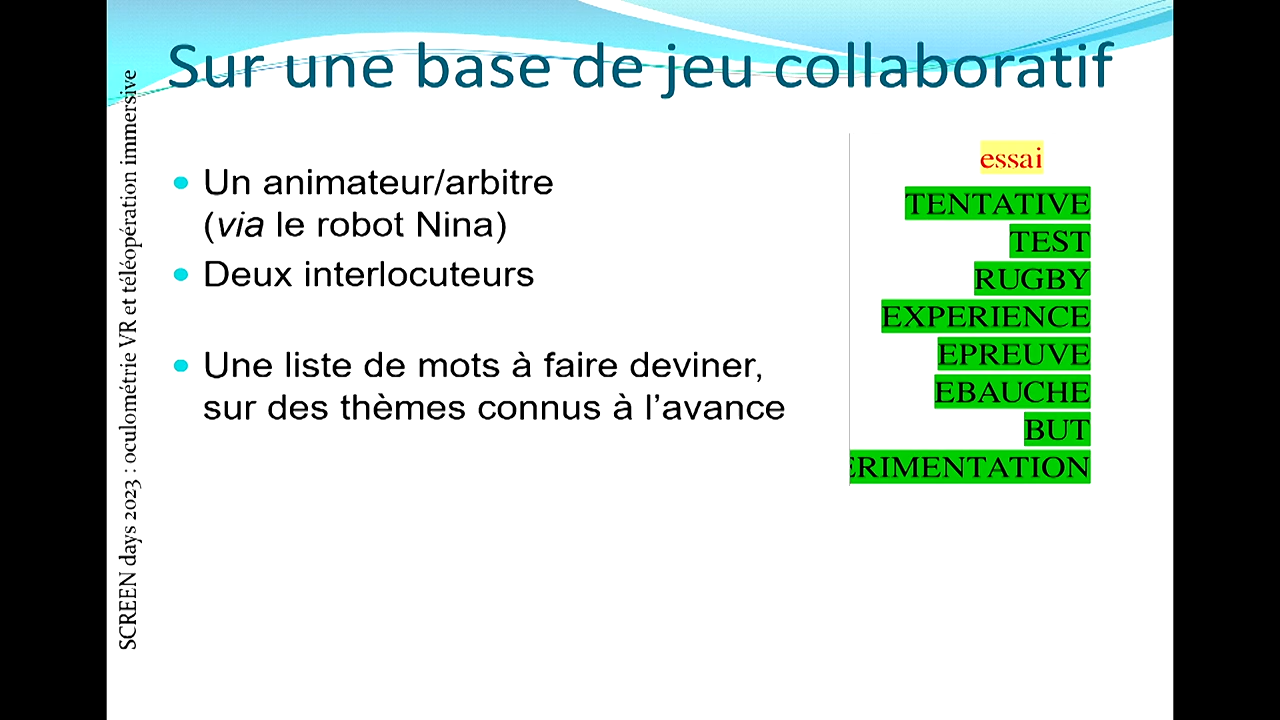 Sur une base de jeu collaboratif
SCREEN days 2023 : oculométrie VR et téléopération immersive
Un animateur/arbitre
(via le robot Nina)
Deux interlocuteurs
Une liste de mots à faire deviner,
sur des thèmes connus à l’avance
essai
TENTATIVE
TEST
RUGBY
EXPERIENCE
EPREUVE
EBAUCHE
BUT
ERIMENTATION